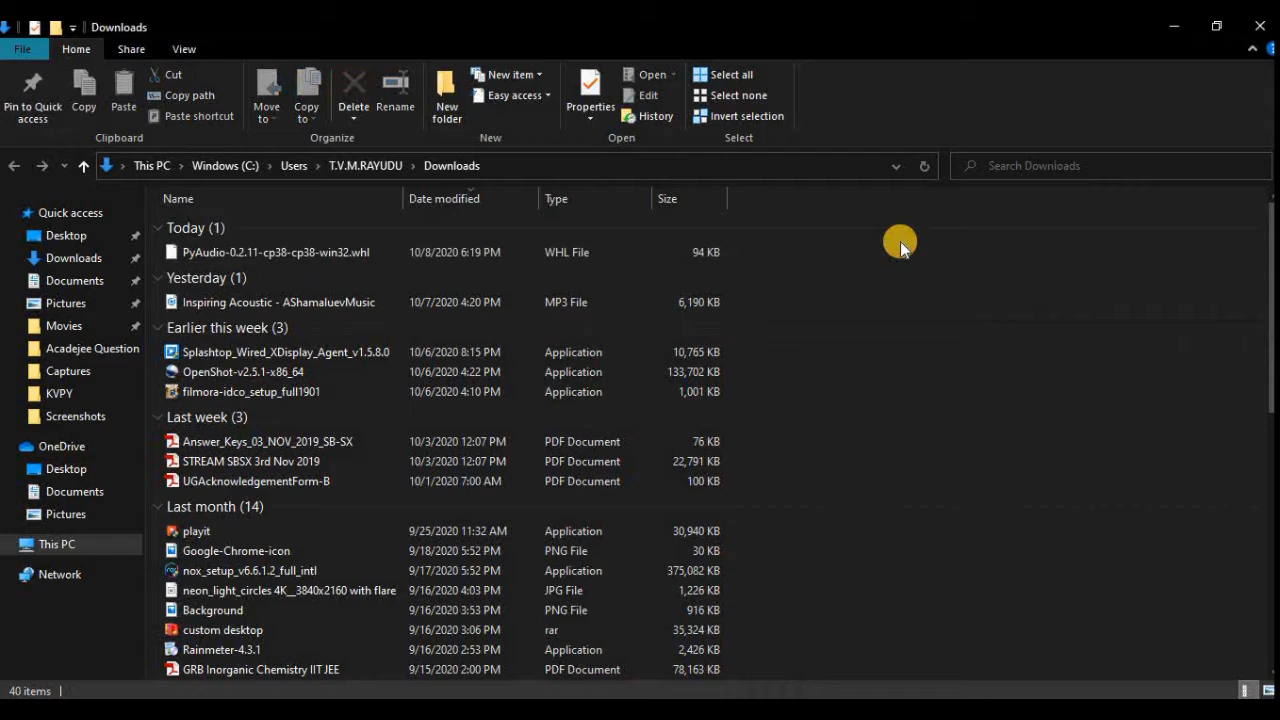 Downloads
File Home Share View
Pin to Quick access
Copy
Paste
Cut
Copy path
Paste shortcut
Clipboard
Move to
Copy to
Delete
Rename
Organize
New folder
New item
Easy access
New
Properties
Open
Edit
History
Open
Select all
Select none
Invert selection
Select
This PC Windows (C:) Users T.V.M.RAYUDU Downloads
Search Downloads
Quick access
Desktop
Downloads
Documents
Pictures
Movies
Acadejee Question
Captures
KVPY
Screenshots
OneDrive
Desktop
Documents
Pictures
This PC
Network
Name Date modified Type Size
Today (1)
PyAudio-0.2.11-cp38-cp38-win32.whl 10/8/2020 6:19 PM WHL File 94 KB
Yesterday (1)
Inspiring Acoustic - AShamaluevMusic 10/7/2020 4:20 PM MP3 File 6,190 KB
Earlier this week (3)
Splashtop_Wired_XDisplay_Agent_v1.5.8.0 10/6/2020 8:15 PM Application 10,765 KB
OpenShot-v2.5.1-x86_64 10/6/2020 4:22 PM Application 133,702 KB
filmora-idco_setup_full1901 10/6/2020 4:10 PM Application 1,001 KB
Last week (3)
Answer_Keys_03_NOV_2019_SB-SX 10/3/2020 12:07 PM PDF Document 76 KB
STREAM SBSX 3rd Nov 2019 10/3/2020 12:07 PM PDF Document 22,791 KB
UGAcknowledgementForm-B 10/1/2020 7:00 AM PDF Document 100 KB
Last month (14)
playit 9/25/2020 11:32 AM Application 30,940 KB
Google-Chrome-icon 9/18/2020 5:52 PM PNG File 30 KB
nox_setup_v6.6.1.2_full_intl 9/17/2020 5:52 PM Application 375,082 KB
neon_light_circles 4K__3840x2160 with flare 9/16/2020 4:03 PM JPG File 1,226 KB
Background 9/16/2020 3:53 PM PNG File 916 KB
custom desktop 9/16/2020 3:06 PM rar 35,324 KB
Rainmeter-4.3.1 9/16/2020 2:53 PM Application 2,426 KB
GRB Inorganic Chemistry IIT JEE 9/15/2020 2:00 PM PDF Document 78,163 KB
40 items